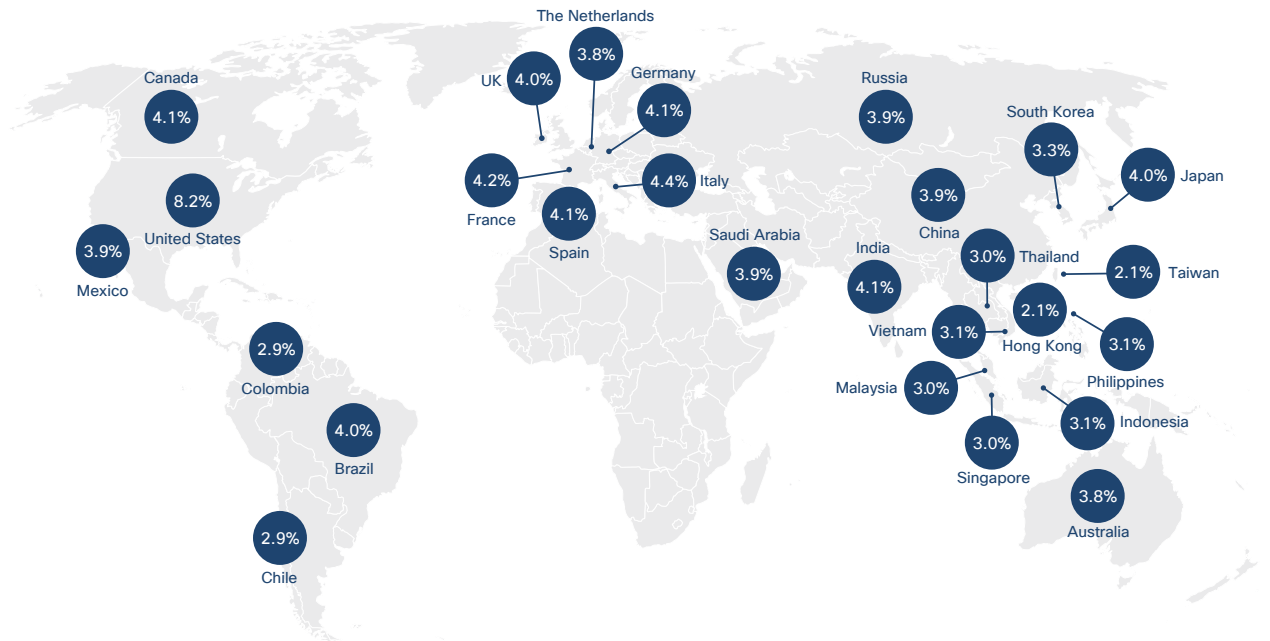 The Netherlands
3.8%
UK
4.0%
Germany
4.1%
Canada
4.1%
Russia
3.9%
South Korea
3.3%
4.2%
France
4.4%
Italy
4.0%
Japan
8.2%
United States
4.1%
Spain
3.9%
China
3.9%
Mexico
Saudi Arabia
3.9%
India
4.1%
3.0%
Thailand
2.1%
Taiwan
Vietnam
3.1%
2.1%
Hong Kong
3.1%
Philippines
2.9%
Colombia
Malaysia
3.0%
4.0%
Brazil
3.0%
Singapore
3.1%
Indonesia
3.8%
Australia
2.9%
Chile